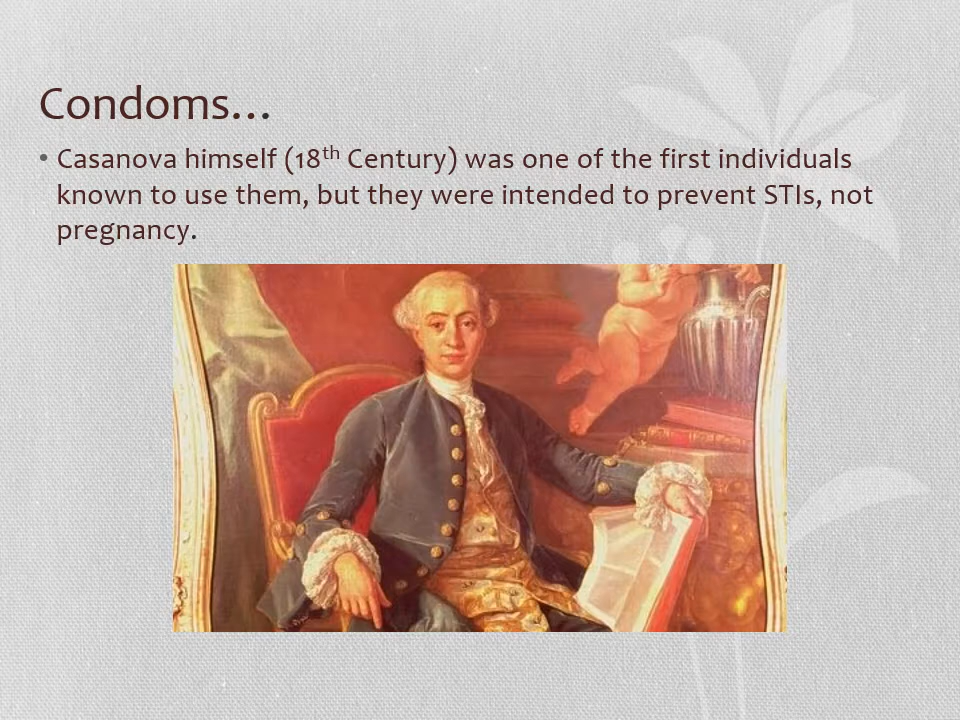 Condoms…
• Casanova himself (18th Century) was one of the first individuals
known to use them, but they were intended to prevent STIs, not
pregnancy.